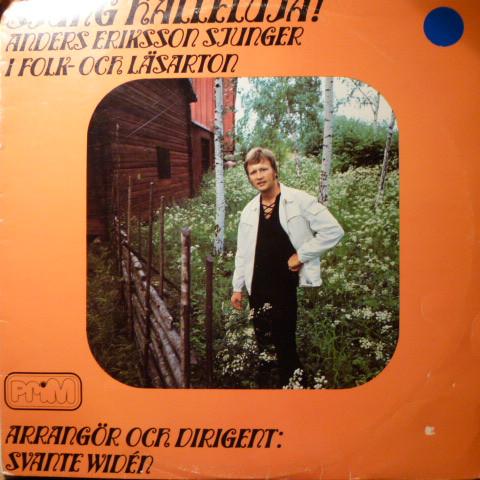 SJUNG HALLELUJA!
ANDERS ERIKSSON SJUNGER
I FOLK- OCH LÄSARTON
PRIM
ARRANGÖR OCH DIRIGENT:
SVANTE WIDÉN